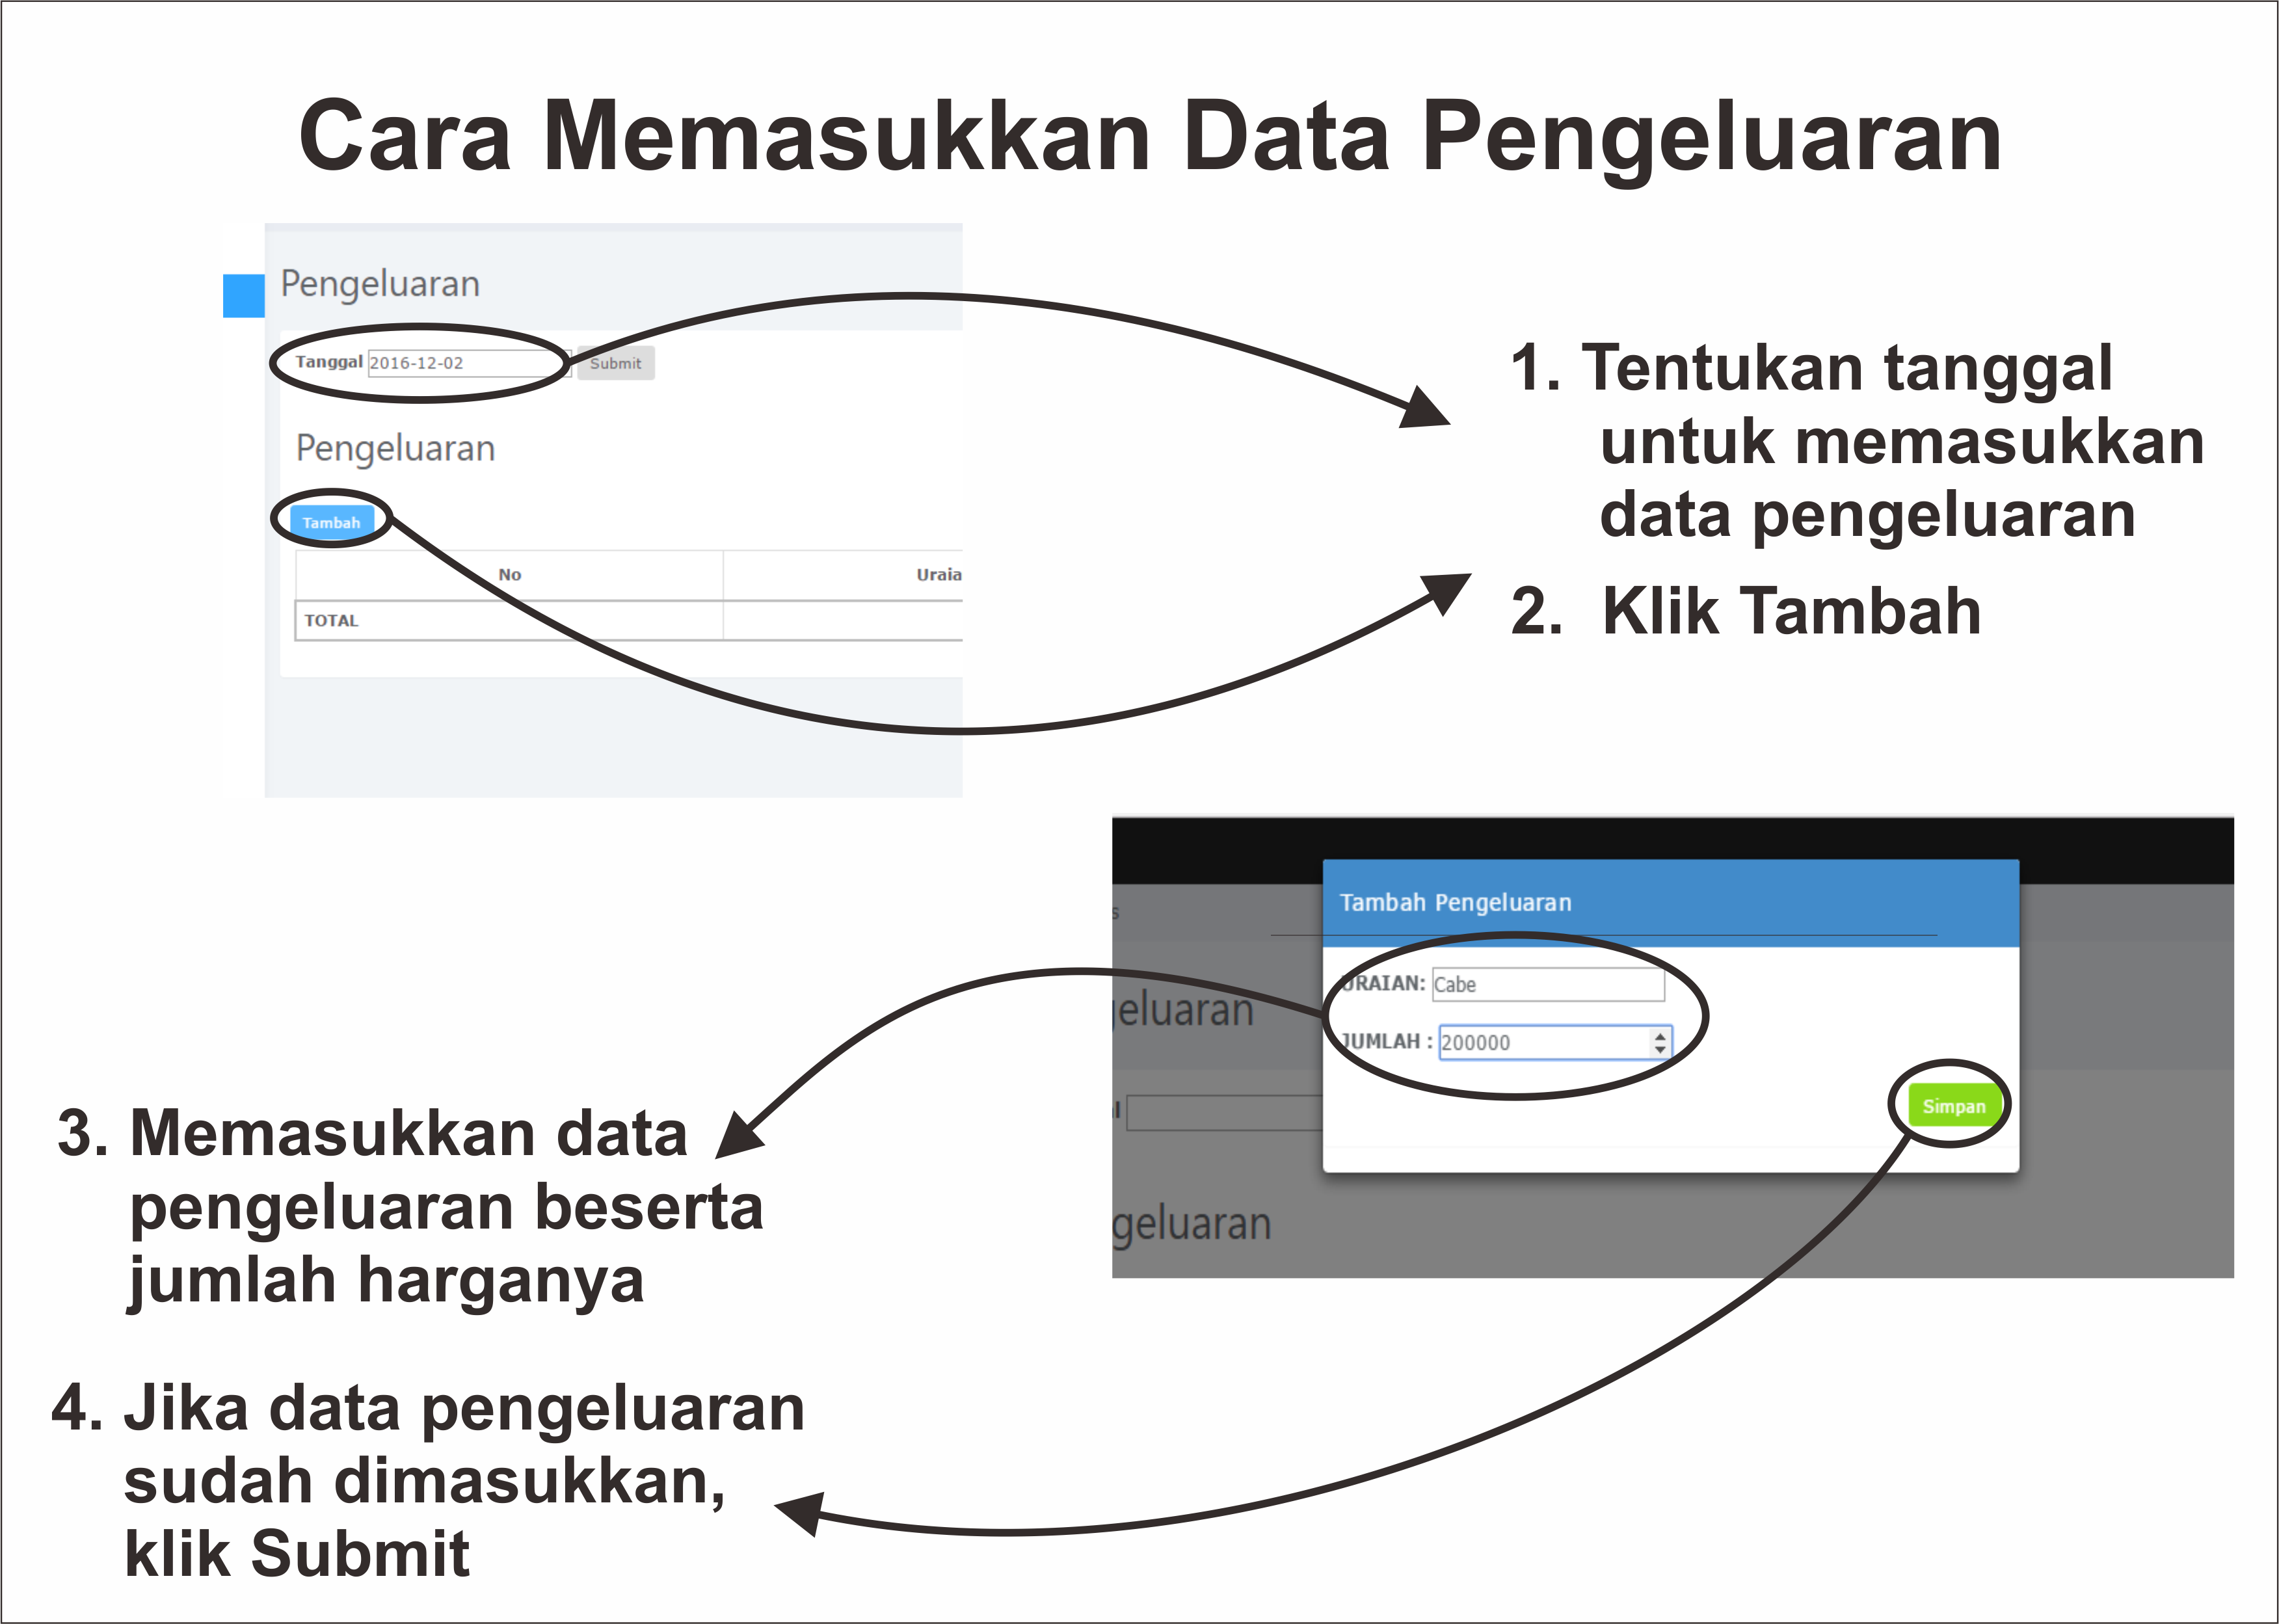 Cara Memasukkan Data Pengeluaran
Pengeluaran
Tanggal 2016-12-02 Submit
Pengeluaran
Tambah
No Uraia
TOTAL
1. Tentukan tanggal
untuk memasukkan
data pengeluaran
2. Klik Tambah
Tambah Pengeluaran
s
URAIAN: Cabe
geluaran
JUMLAH : 200000
l
Simpan
geluaran
3. Memasukkan data
pengeluaran beserta
jumlah harganya
4. Jika data pengeluaran
sudah dimasukkan,
klik Submit